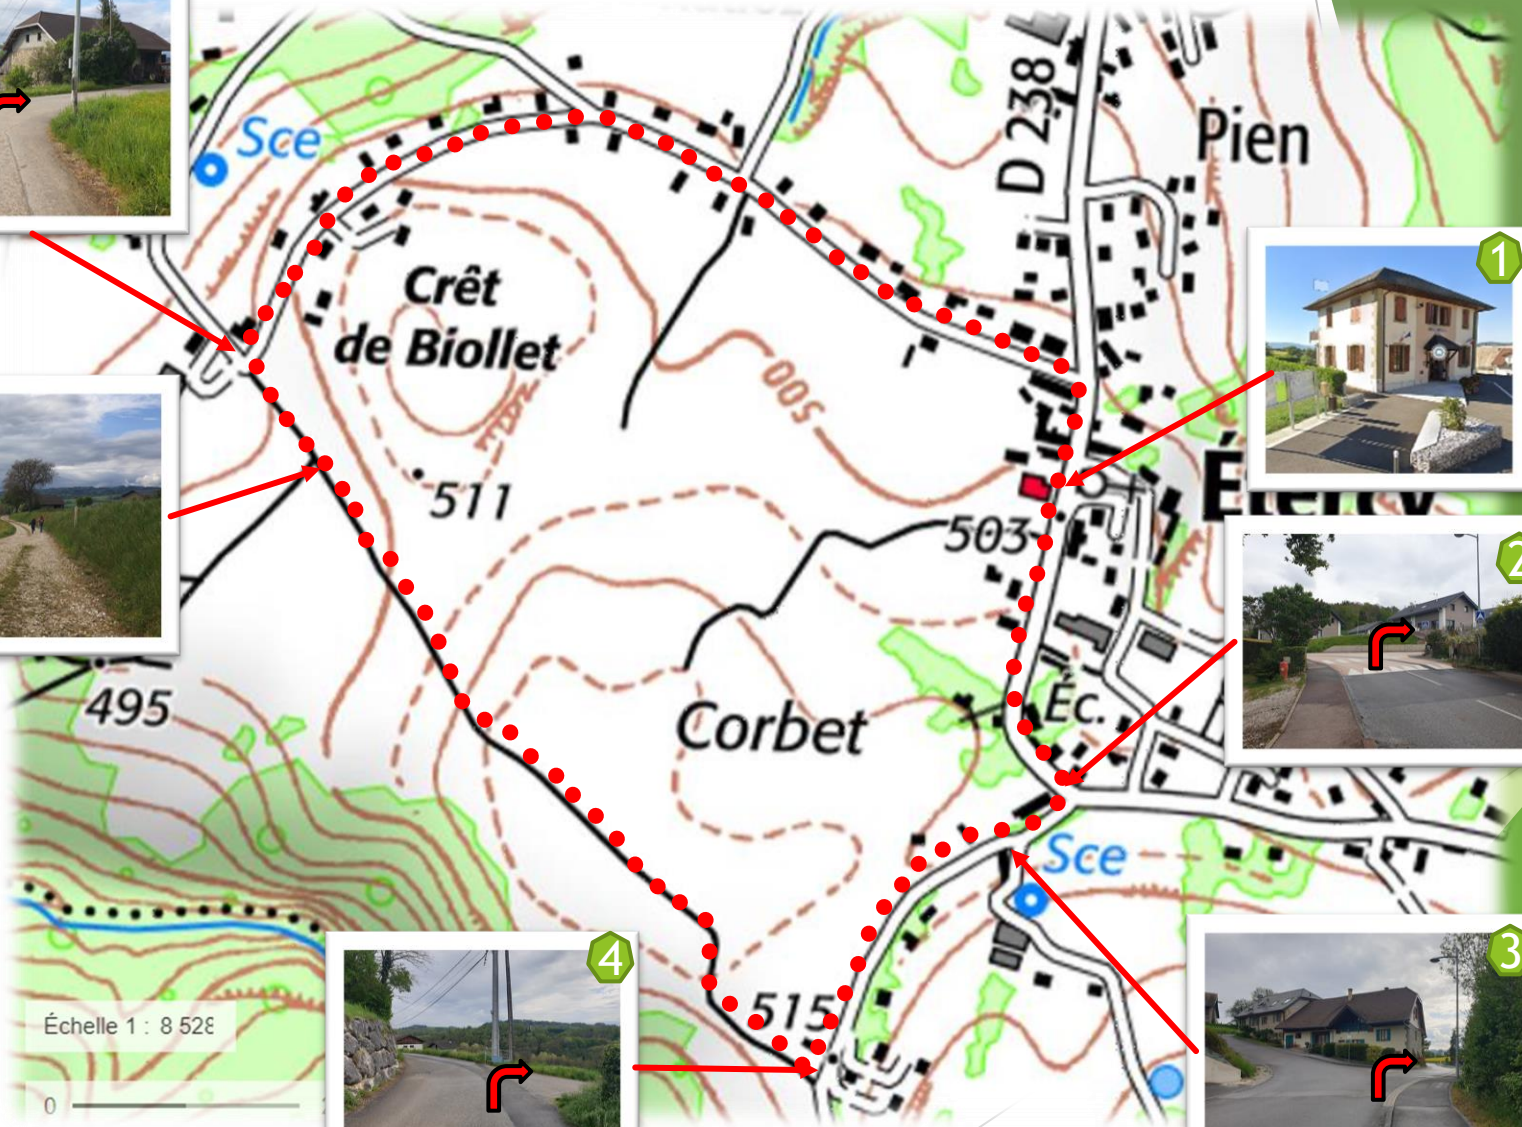 Sce
D 238
Pien
1
Crêt
de Biollet
500
511
503
2
495
Éc.
Corbet
Sce
4
3
515
Échelle 1 : 8 528
0